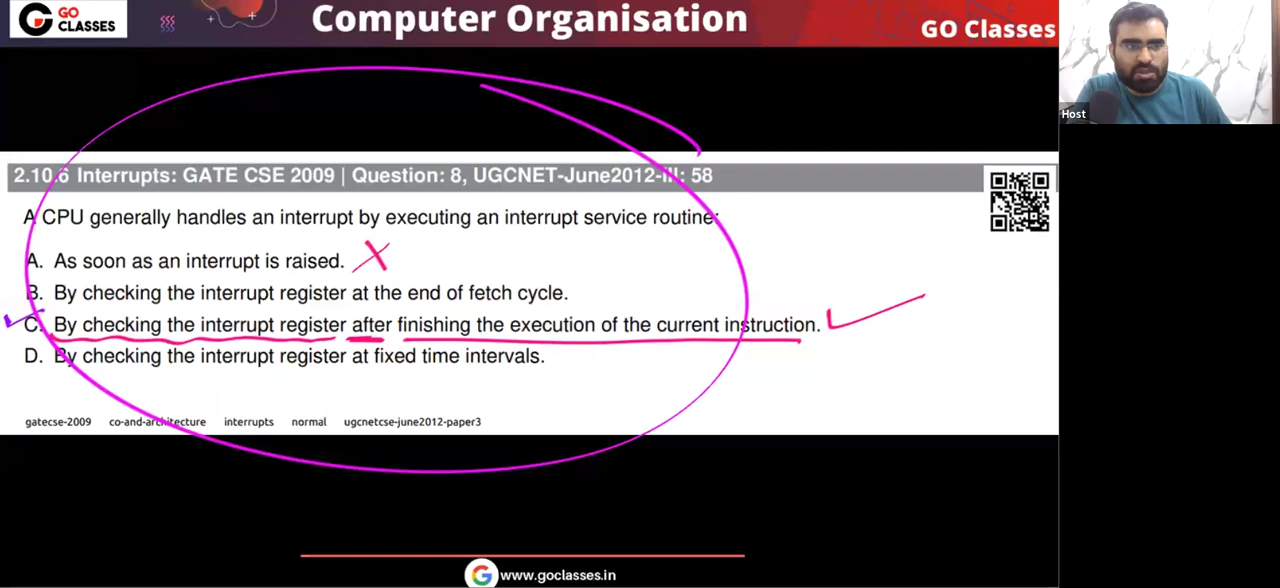 GO
CLASSES
Computer Organisation
GO Classes
Host
2.10.6 Interrupts: GATE CSE 2009 | Question: 8, UGCNET-June2012-III: 58
A CPU generally handles an interrupt by executing an interrupt service routine:
A. As soon as an interrupt is raised.
B. By checking the interrupt register at the end of fetch cycle.
C. By checking the interrupt register after finishing the execution of the current instruction.
D. By checking the interrupt register at fixed time intervals.
gatecse-2009 co-and-architecture interrupts normal ugcnetcse-june2012-paper3
www.goclasses.in